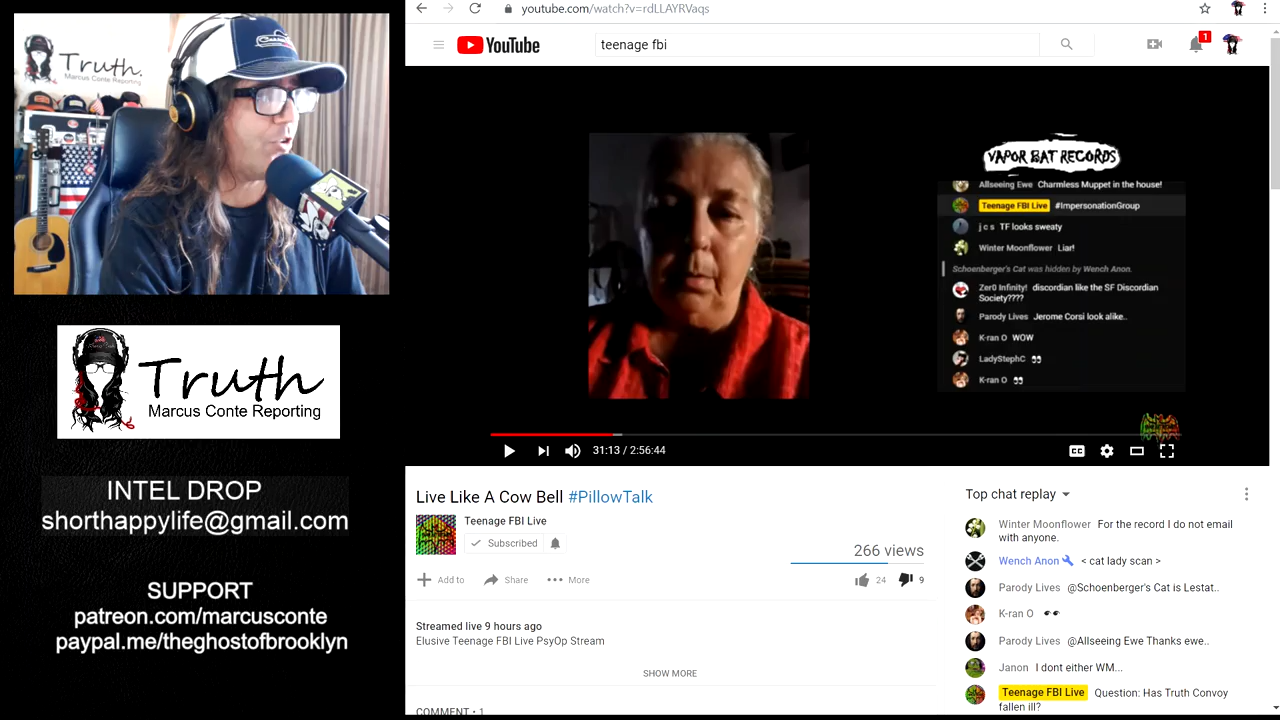 Truth.
Marcus Conte Reporting
Truth
Marcus Conte Reporting
INTEL DROP
shorthappylife@gmail.com
SUPPORT
patreon.com/marcusconte
paypal.me/theghostofbrooklyn
youtube.com/watch?v=rdLLAYRVaqs
YouTube
teenage fbi
1
VAPOR BAT RECORDS
Allseeing Ewe Charmless Muppet in the house!
Teenage FBI Live #ImpersonationGroup
j c s TF looks sweaty
Winter Moonflower Liar!
Schoenberger's Cat was hidden by Wench Anon.
Zer0 Infinity! discordian like the SF Discordian
Society????
Parody Lives Jerome Corsi look alike..
K-ran O WOW
LadyStephC
K-ran O
31:13 / 2:56:44
CC
Live Like A Cow Bell #PillowTalk
Teenage FBI Live
Subscribed
266 views
Add to
Share
More
24
9
Streamed live 9 hours ago
Elusive Teenage FBI Live PsyOp Stream
SHOW MORE
COMMENT • 1
Top chat replay
Winter Moonflower For the record I do not email
with anyone.
Wench Anon < cat lady scan >
Parody Lives @Schoenberger's Cat is Lestat..
K-ran O
Parody Lives @Allseeing Ewe Thanks ewe..
Janon I dont either WM...
Teenage FBI Live Question: Has Truth Convoy
fallen ill?